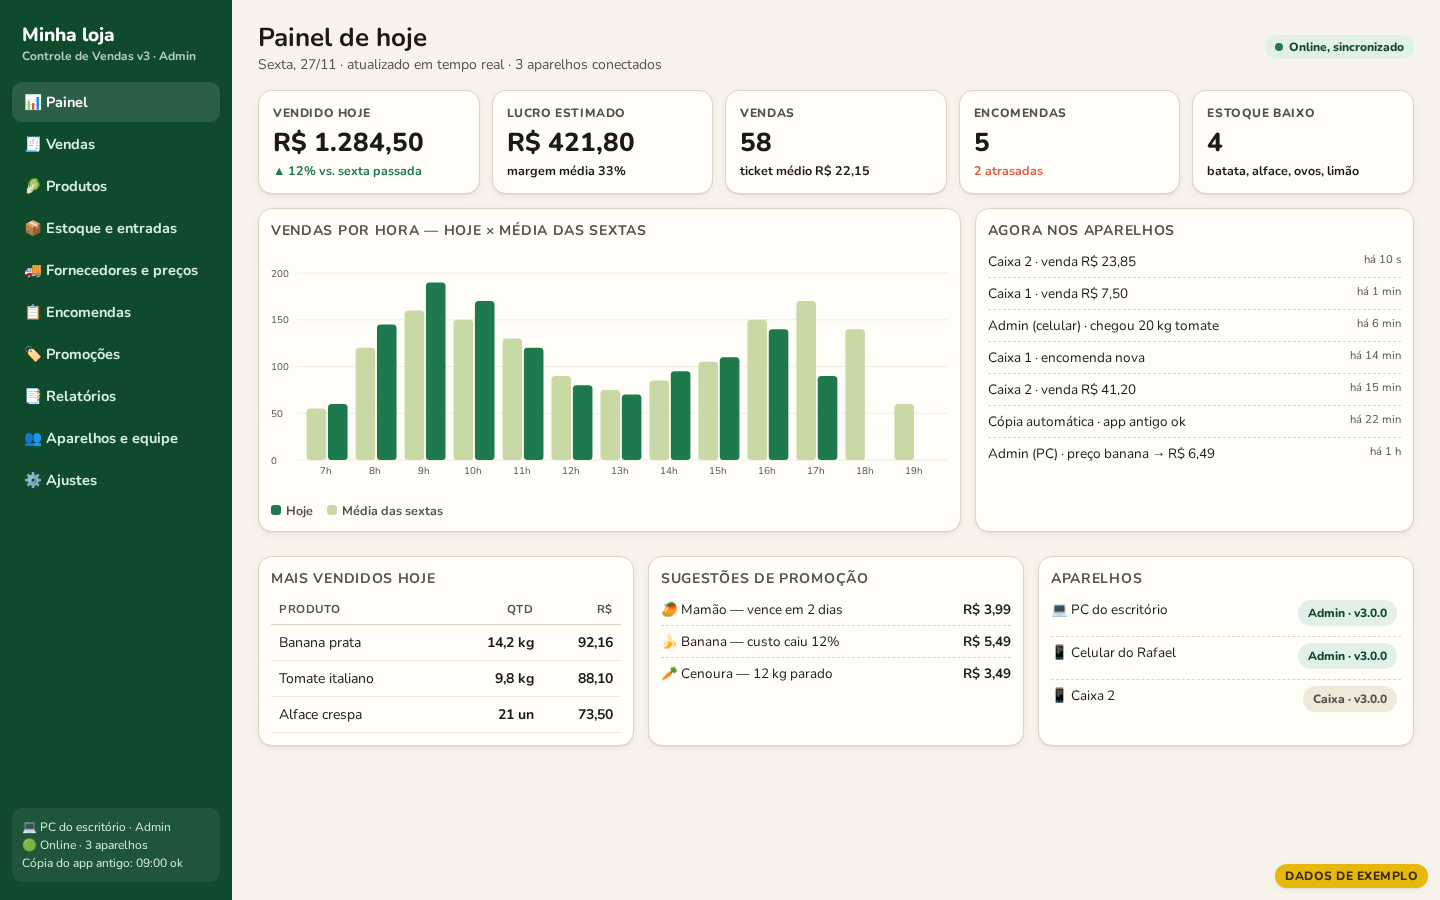 Minha loja
Controle de Vendas v3 · Admin
📊 Painel
🧾 Vendas
🥬 Produtos
📦 Estoque e entradas
🚚 Fornecedores e preços
📋 Encomendas
🏷️ Promoções
📑 Relatórios
👥 Aparelhos e equipe
⚙️ Ajustes
💻 PC do escritório · Admin
🟢 Online · 3 aparelhos
Cópia do app antigo: 09:00 ok
Painel de hoje
Sexta, 27/11 · atualizado em tempo real · 3 aparelhos conectados
Online, sincronizado
VENDIDO HOJE
R$ 1.284,50
▲ 12% vs. sexta passada
LUCRO ESTIMADO
R$ 421,80
margem média 33%
VENDAS
58
ticket médio R$ 22,15
ENCOMENDAS
5
2 atrasadas
ESTOQUE BAIXO
4
batata, alface, ovos, limão
VENDAS POR HORA — HOJE × MÉDIA DAS SEXTAS
200
150
100
50
0
7h 8h 9h 10h 11h 12h 13h 14h 15h 16h 17h 18h 19h
Hoje Média das sextas
AGORA NOS APARELHOS
Caixa 2 · venda R$ 23,85 há 10 s
Caixa 1 · venda R$ 7,50 há 1 min
Admin (celular) · chegou 20 kg tomate há 6 min
Caixa 1 · encomenda nova há 14 min
Caixa 2 · venda R$ 41,20 há 15 min
Cópia automática · app antigo ok há 22 min
Admin (PC) · preço banana → R$ 6,49 há 1 h
MAIS VENDIDOS HOJE
PRODUTO QTD R$
Banana prata 14,2 kg 92,16
Tomate italiano 9,8 kg 88,10
Alface crespa 21 un 73,50
SUGESTÕES DE PROMOÇÃO
🥭 Mamão — vence em 2 dias R$ 3,99
🍌 Banana — custo caiu 12% R$ 5,49
🥕 Cenoura — 12 kg parado R$ 3,49
APARELHOS
💻 PC do escritório Admin · v3.0.0
📱 Celular do Rafael Admin · v3.0.0
📱 Caixa 2 Caixa · v3.0.0
DADOS DE EXEMPLO